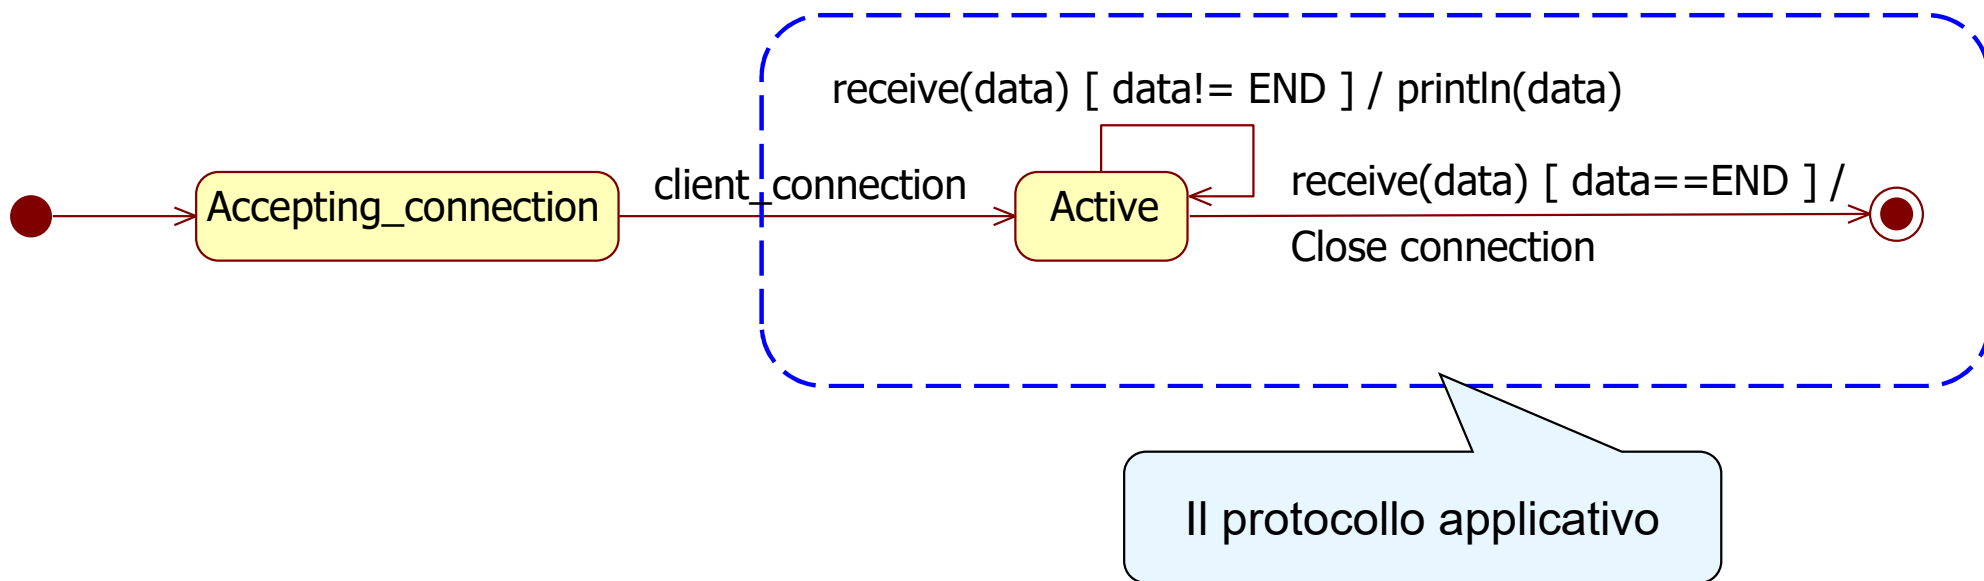 receive(data) [ data!= END ] / println(data)
Accepting_connection
client_connection
Active
receive(data) [ data==END ] /
Close connection
Il protocollo applicativo